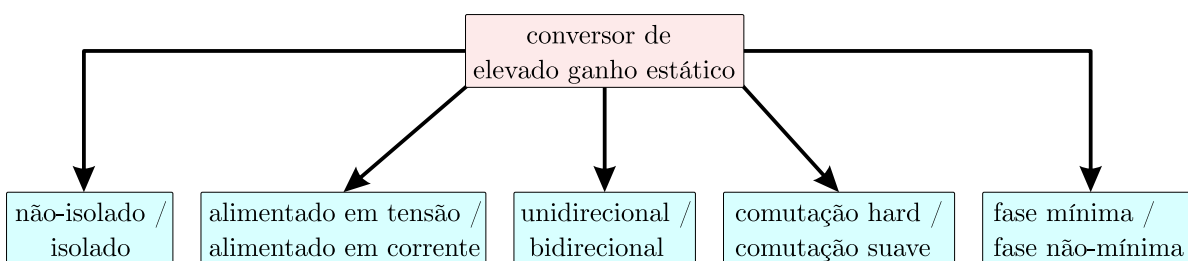 conversor de
elevado ganho estático
não-isolado /
isolado
alimentado em tensão /
alimentado em corrente
unidirecional /
bidirecional
comutação hard /
comutação suave
fase mínima /
fase não-mínima